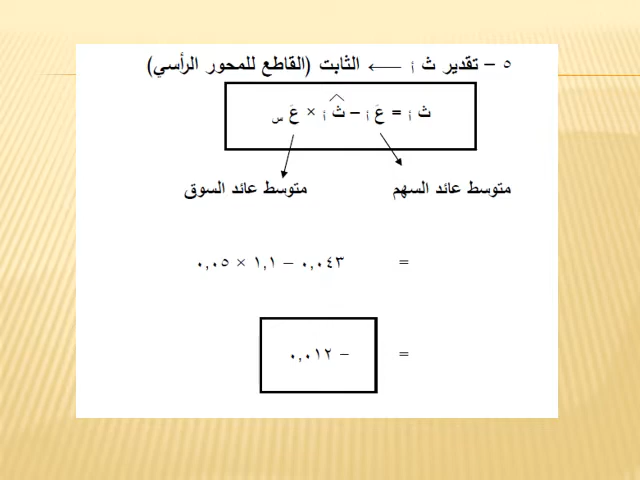 ٥ – تقدير ث أ ← الثابت (القاطع للمحور الرأسي)
ث أ = عَ أ – ث̂ أ × عَ س
متوسط عائد السهم متوسط عائد السوق
= ٠,٠٤٣ – ١,١ × ٠,٠٥
= – ٠,٠١٢